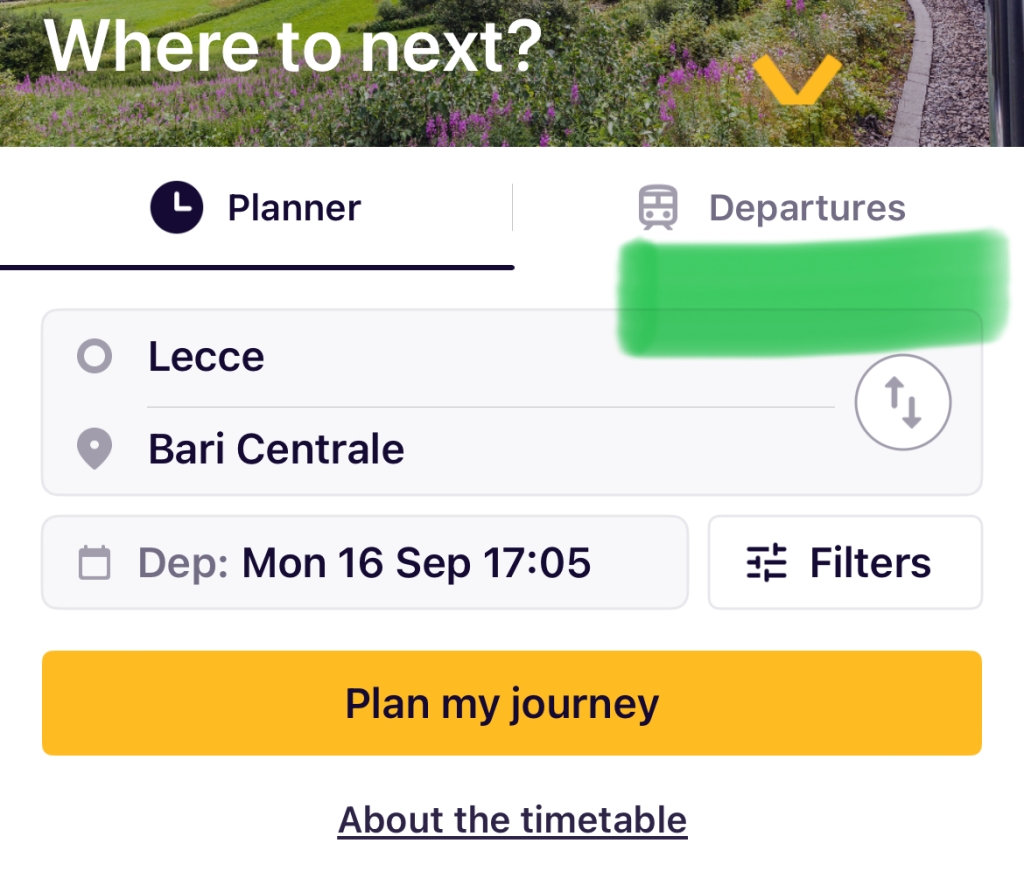 Where to next?
Planner
Departures
Lecce
Bari Centrale
Dep: Mon 16 Sep 17:05
Filters
Plan my journey
About the timetable